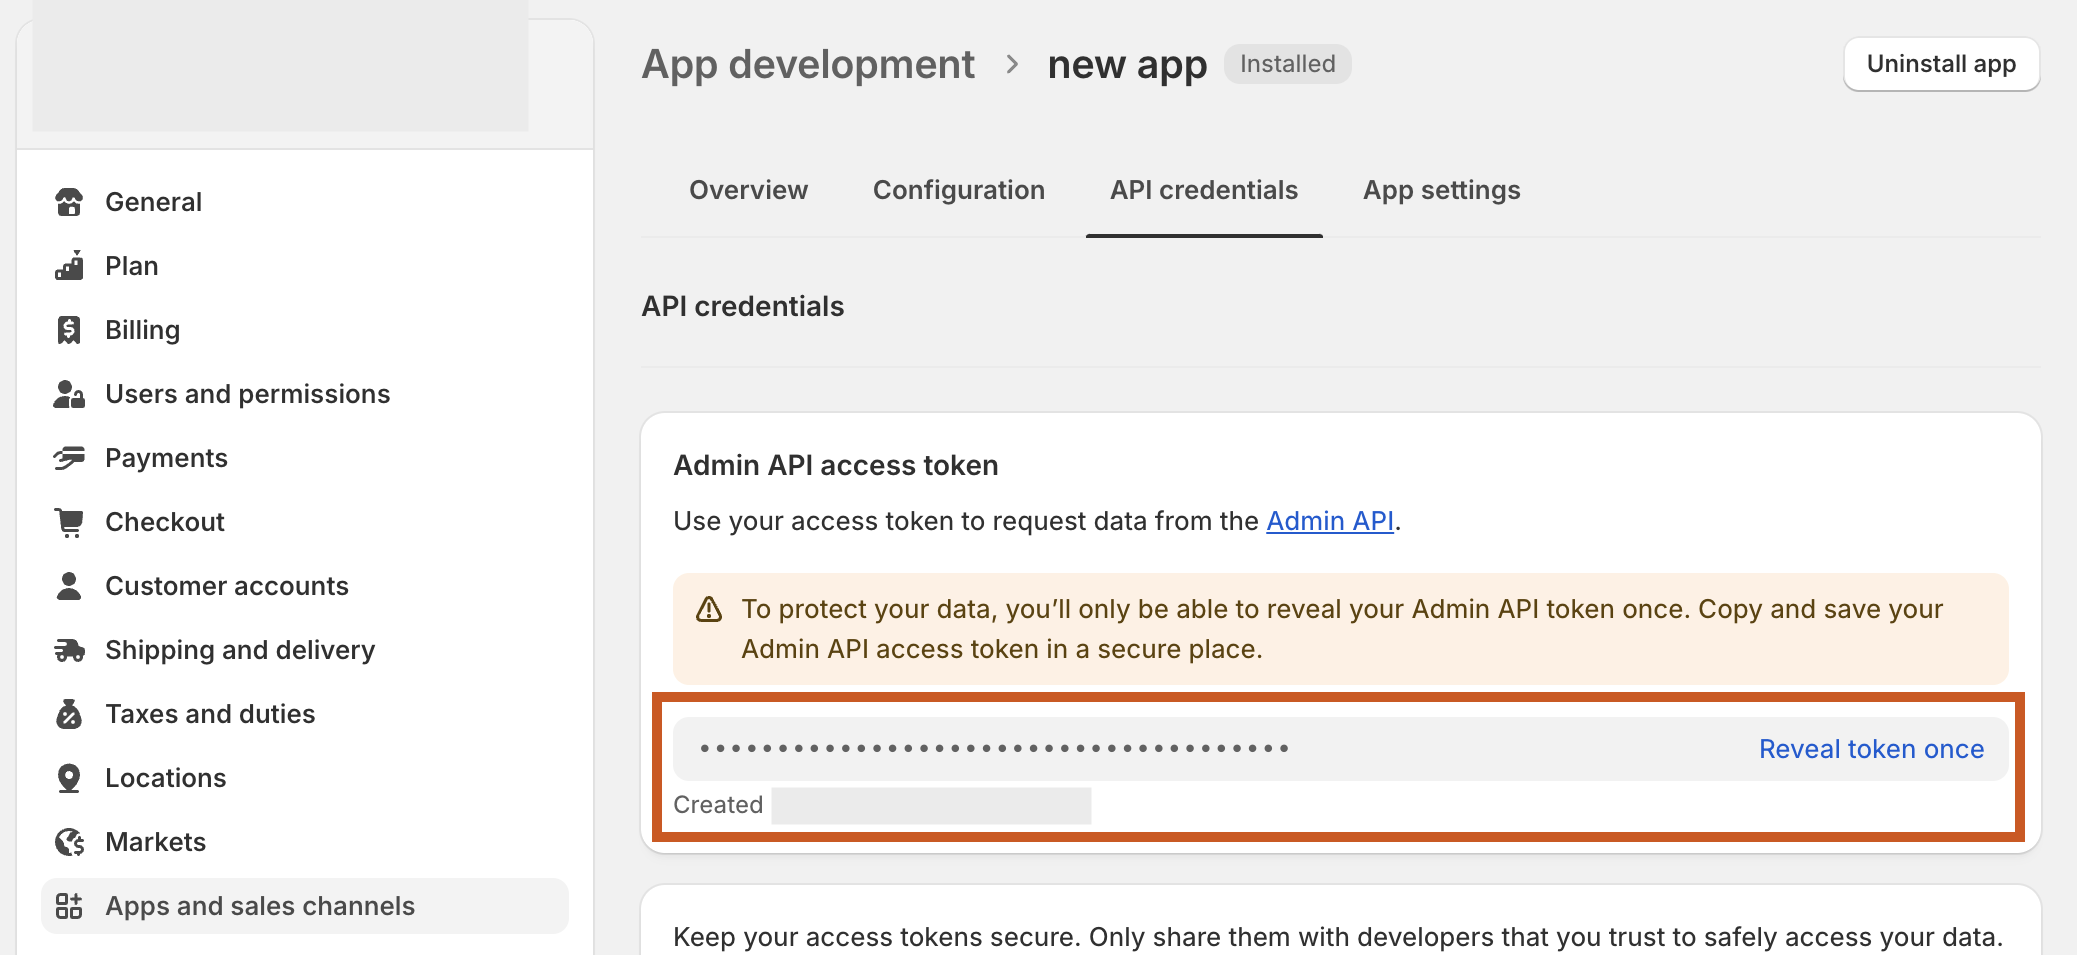 General
Plan
Billing
Users and permissions
Payments
Checkout
Customer accounts
Shipping and delivery
Taxes and duties
Locations
Markets
Apps and sales channels
App development > new app Installed
Uninstall app
Overview Configuration API credentials App settings
API credentials
Admin API access token
Use your access token to request data from the Admin API.
To protect your data, you’ll only be able to reveal your Admin API token once. Copy and save your
Admin API access token in a secure place.
•••••••••••••••••••••••••••••••••••••• Reveal token once
Created
Keep your access tokens secure. Only share them with developers that you trust to safely access your data.